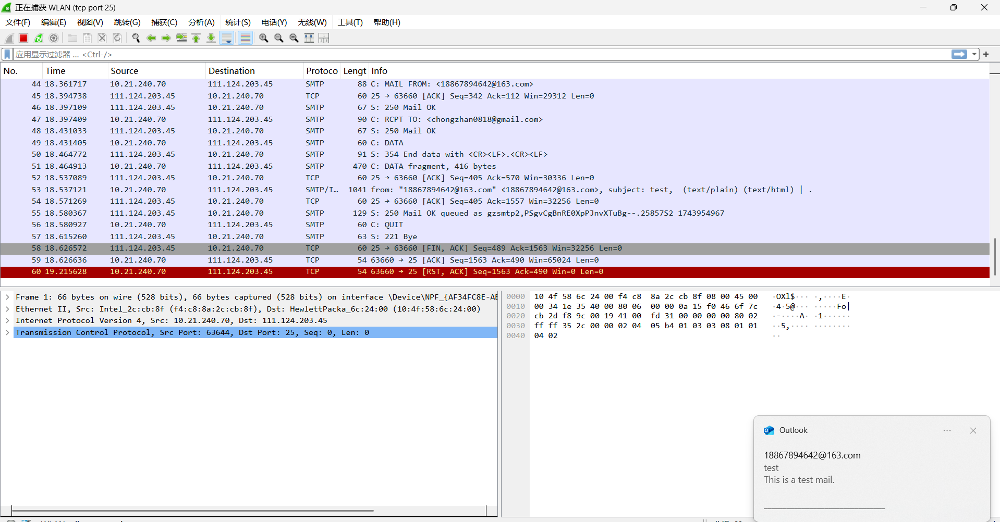 正在捕获 WLAN (tcp port 25)
文件(F) 编辑(E) 视图(V) 跳转(G) 捕获(C) 分析(A) 统计(S) 电话(Y) 无线(W) 工具(T) 帮助(H)
应用显示过滤器 … <Ctrl-/>
No. Time Source Destination Protoco Lengt Info
44 18.361717 10.21.240.70 111.124.203.45 SMTP 88 C: MAIL FROM: <18867894642@163.com>
45 18.394738 111.124.203.45 10.21.240.70 TCP 60 25 → 63660 [ACK] Seq=342 Ack=112 Win=29312 Len=0
46 18.397109 111.124.203.45 10.21.240.70 SMTP 67 S: 250 Mail OK
47 18.397409 10.21.240.70 111.124.203.45 SMTP 90 C: RCPT TO: <chongzhan0818@gmail.com>
48 18.431033 111.124.203.45 10.21.240.70 SMTP 67 S: 250 Mail OK
49 18.431405 10.21.240.70 111.124.203.45 SMTP 60 C: DATA
50 18.464772 111.124.203.45 10.21.240.70 SMTP 91 S: 354 End data with <CR><LF>.<CR><LF>
51 18.464913 10.21.240.70 111.124.203.45 SMTP 470 C: DATA fragment, 416 bytes
52 18.537089 111.124.203.45 10.21.240.70 TCP 60 25 → 63660 [ACK] Seq=405 Ack=570 Win=30336 Len=0
53 18.537121 10.21.240.70 111.124.203.45 SMTP/I… 1041 from: "18867894642@163.com" <18867894642@163.com>, subject: test, (text/plain) (text/html) | .
54 18.571269 111.124.203.45 10.21.240.70 TCP 60 25 → 63660 [ACK] Seq=405 Ack=1557 Win=32256 Len=0
55 18.580367 111.124.203.45 10.21.240.70 SMTP 129 S: 250 Mail OK queued as gzsmtp2,PSgvCgBnRE0XpPJnvXTuBg--.25857S2 1743954967
56 18.580927 10.21.240.70 111.124.203.45 SMTP 60 C: QUIT
57 18.615260 111.124.203.45 10.21.240.70 SMTP 63 S: 221 Bye
58 18.626572 111.124.203.45 10.21.240.70 TCP 60 25 → 63660 [FIN, ACK] Seq=489 Ack=1563 Win=32256 Len=0
59 18.626636 10.21.240.70 111.124.203.45 TCP 54 63660 → 25 [ACK] Seq=1563 Ack=490 Win=65024 Len=0
60 19.215628 10.21.240.70 111.124.203.45 TCP 54 63660 → 25 [RST, ACK] Seq=1563 Ack=490 Win=0 Len=0
Frame 1: 66 bytes on wire (528 bits), 66 bytes captured (528 bits) on interface \Device\NPF_{AF34FC8E-AE
Ethernet II, Src: Intel_2c:cb:8f (f4:c8:8a:2c:cb:8f), Dst: HewlettPacka_6c:24:00 (10:4f:58:6c:24:00)
Internet Protocol Version 4, Src: 10.21.240.70, Dst: 111.124.203.45
Transmission Control Protocol, Src Port: 63644, Dst Port: 25, Seq: 0, Len: 0
0000 10 4f 58 6c 24 00 f4 c8 8a 2c cb 8f 08 00 45 00 ·OXl$··· ·,····E·
0010 00 34 1e 35 40 00 80 06 00 00 0a 15 f0 46 6f 7c ·4·5@··· ·····Fo|
0020 cb 2d f8 9c 00 19 41 00 fd 31 00 00 00 00 80 02 ·-····A· ·1······
0030 ff ff 35 2c 00 00 02 04 05 b4 01 03 03 08 01 01 ··5,···· ········
0040 04 02 ··
Outlook
18867894642@163.com
test
This is a test mail.